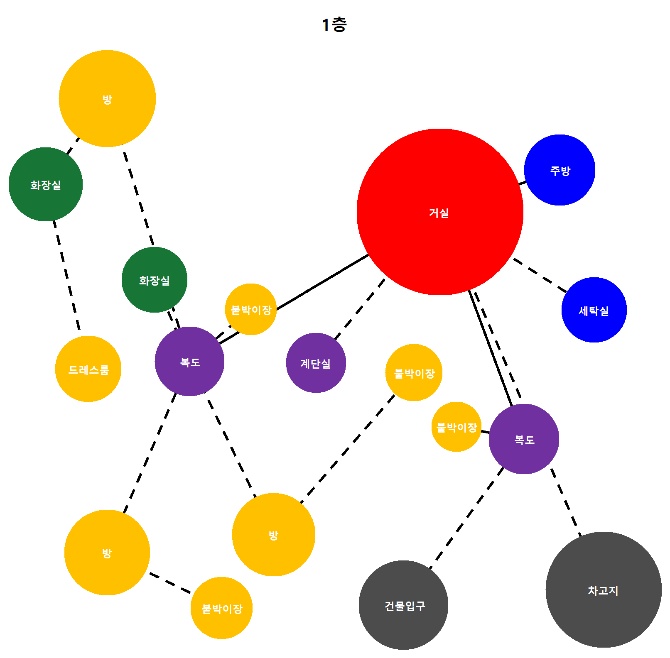 1층
방
주방
화장실
거실
화장실
붙박이장
세탁실
복도
계단실
드레스룸
붙박이장
붙박이장
복도
방
방
차고지
건물입구
붙박이장